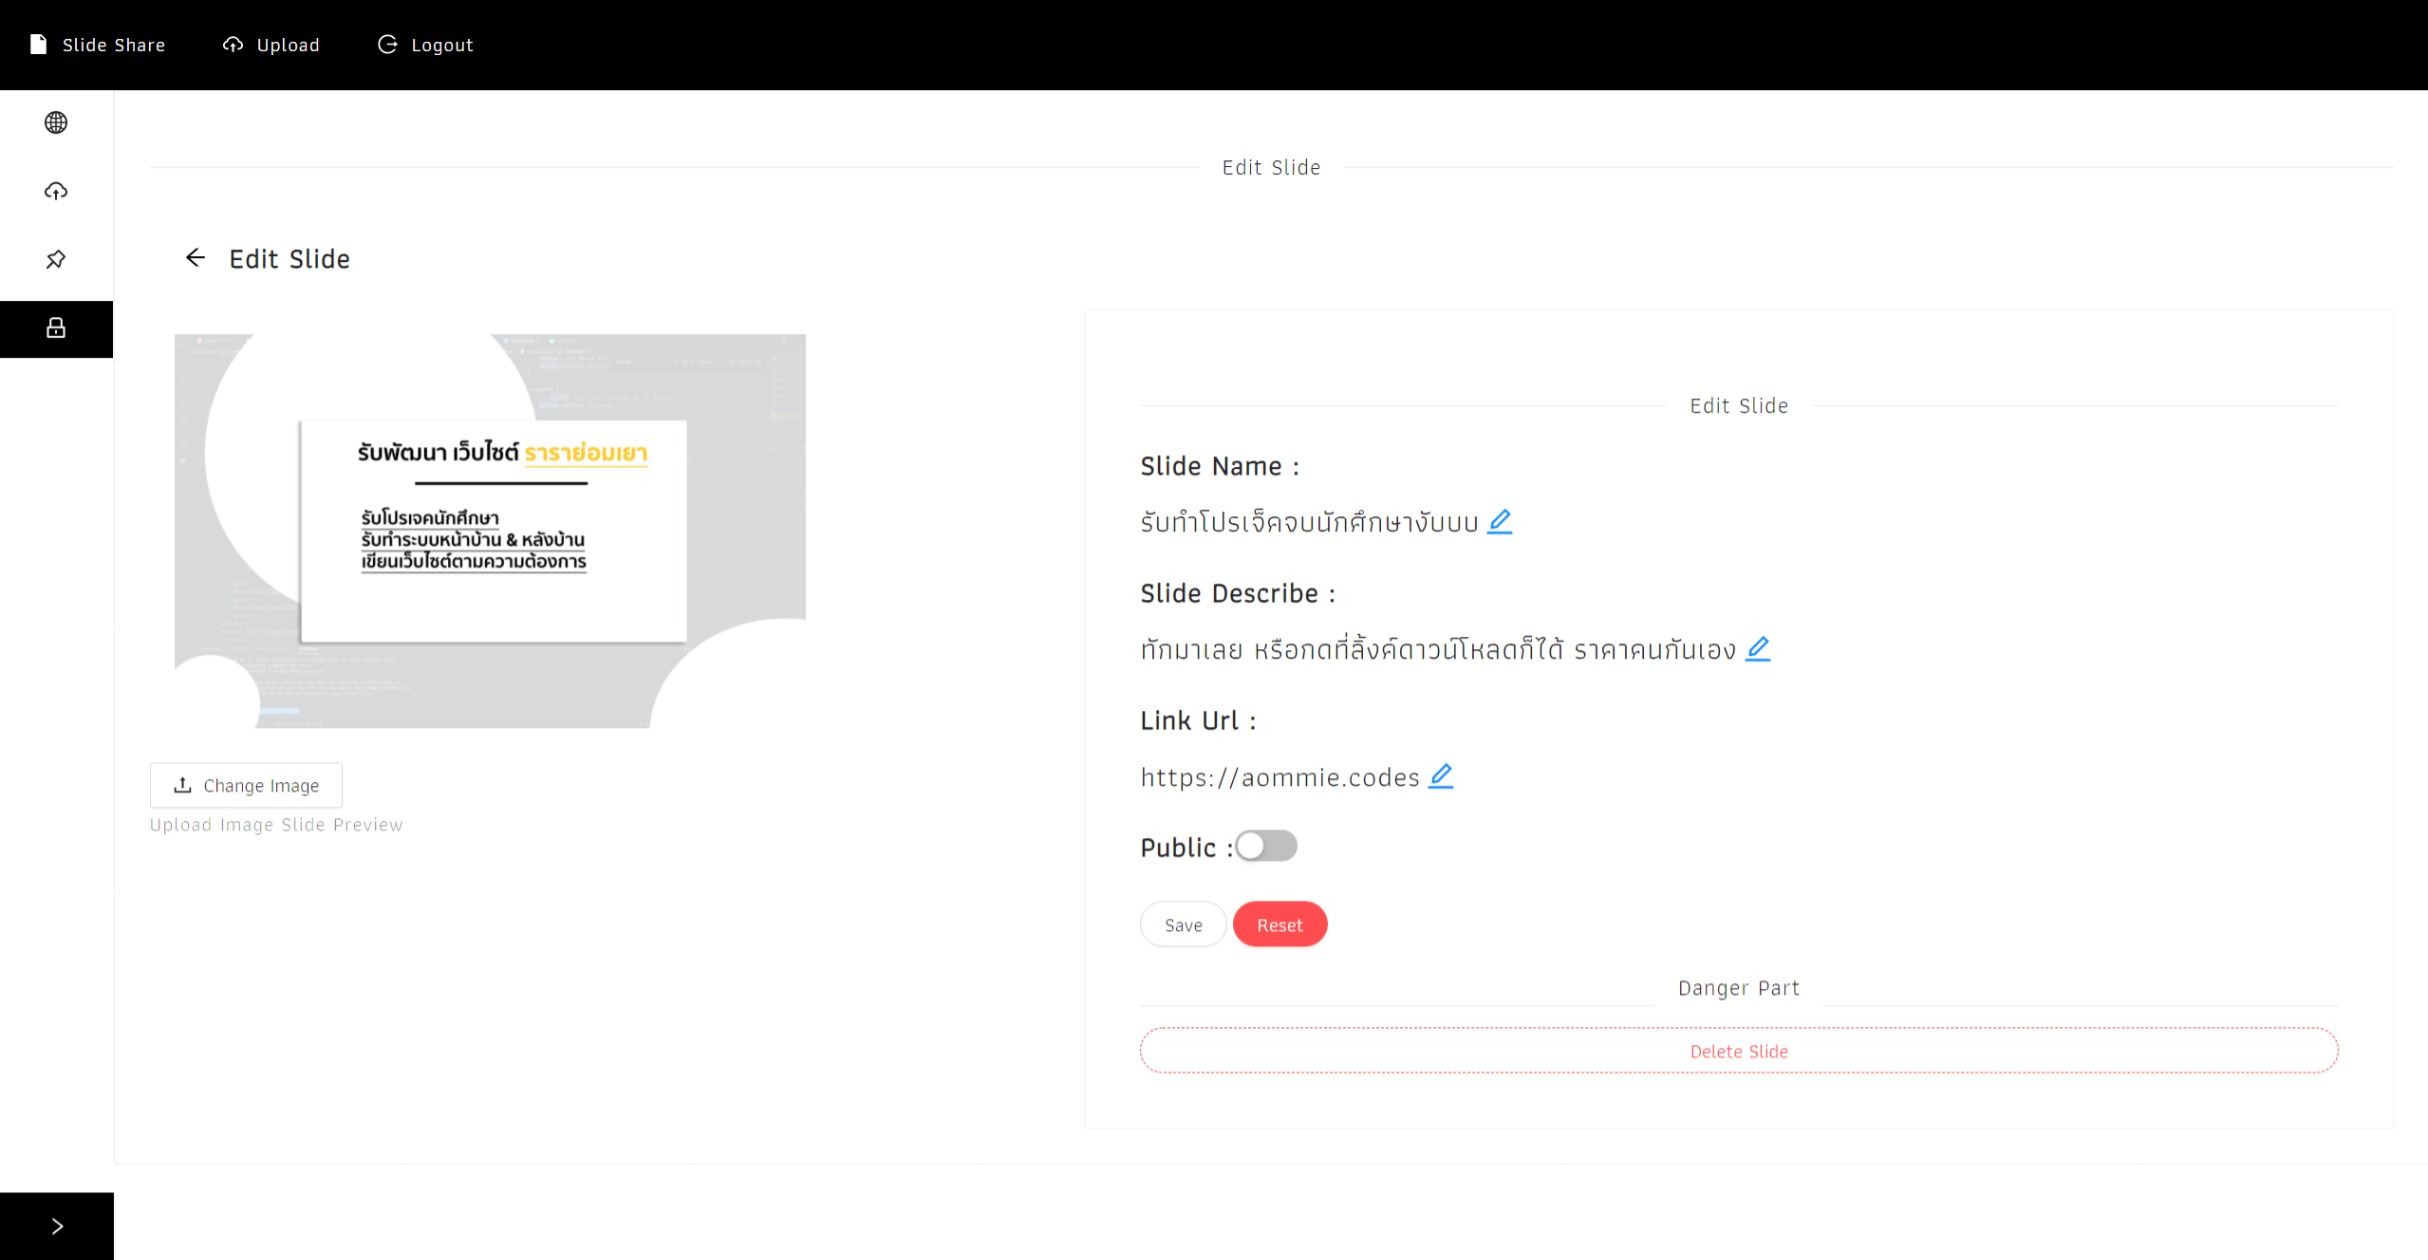 Slide Share
Upload
Logout
Edit Slide
Edit Slide
รับพัฒนา เว็บไซต์ ราราย่อมเยา
รับโปรเจคนักศึกษา
รับทำระบบหน้าบ้าน & หลังบ้าน
เขียนเว็บไซต์ตามความต้องการ
Change Image
Upload Image Slide Preview
Edit Slide
Slide Name :
รับทำโปรเจ็คจบนักศึกษางับบบ
Slide Describe :
ทักมาเลย หรือกดที่ลิ้งค์ดาวน์โหลดก็ได้ ราคาคนกันเอง
Link Url :
https://aommie.codes
Public :
Save
Reset
Danger Part
Delete Slide